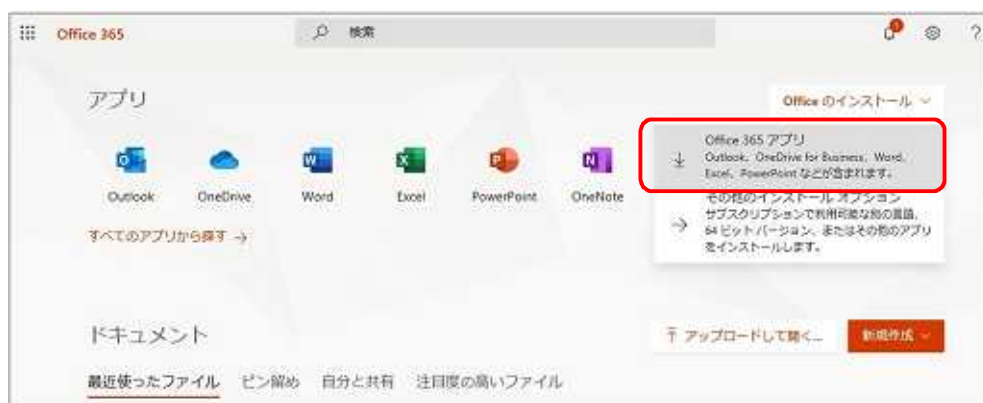 Office 365
検索
?
アプリ
Office のインストール
Office 365 アプリ
Outlook、OneDrive for Business、Word、
Excel、PowerPoint などが含まれます。
Outlook
OneDrive
Word
Excel
PowerPoint
OneNote
その他のインストール オプション
サブスクリプションで利用可能な別の言語、
64 ビット バージョン、またはその他のアプリ
をインストールします。
すべてのアプリから探す →
ドキュメント
アップロードして開く...
新規作成
最近使ったファイル ピン留め 自分と共有 注目度の高いファイル